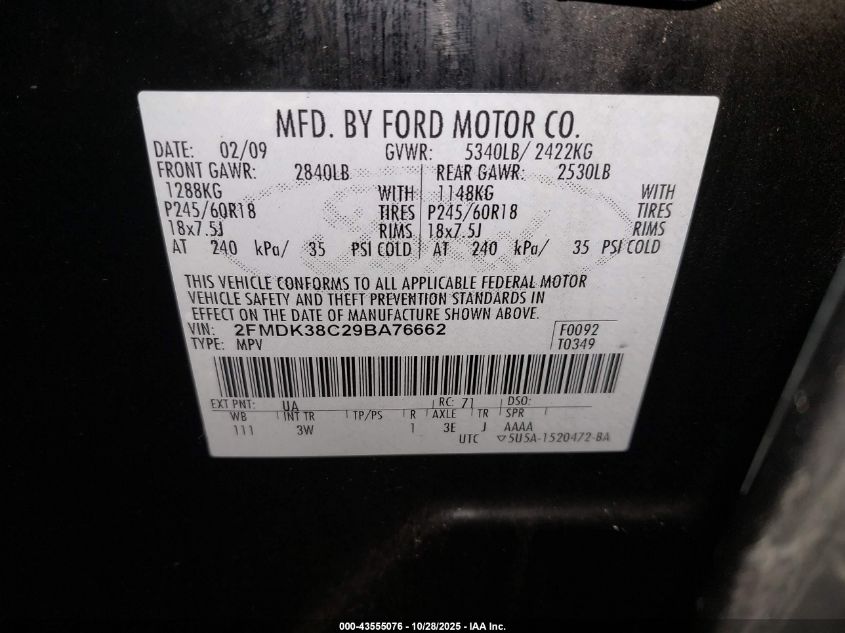 MFD. BY FORD MOTOR CO.
DATE: 02/09 GVWR: 5340LB/ 2422KG
FRONT GAWR: 2840LB REAR GAWR: 2530LB
1288KG WITH 1148KG WITH
P245/60R18 TIRES P245/60R18 TIRES
18x7.5J RIMS 18x7.5J RIMS
AT 240 kPa/ 35 PSI COLD AT 240 kPa/ 35 PSI COLD
THIS VEHICLE CONFORMS TO ALL APPLICABLE FEDERAL MOTOR
VEHICLE SAFETY AND THEFT PREVENTION STANDARDS IN
EFFECT ON THE DATE OF MANUFACTURE SHOWN ABOVE.
VIN: 2FMDK38C29BA76662 F0092
TYPE: MPV T0349
EXT PNT: UA RC: 71 DSO:
WB INT TR TP/PS R AXLE TR SPR
111 3W 1 3E J AAAA
UTC ▽5U5A-1520472-BA
000-43555076 - 10/28/2025 - IAA Inc.